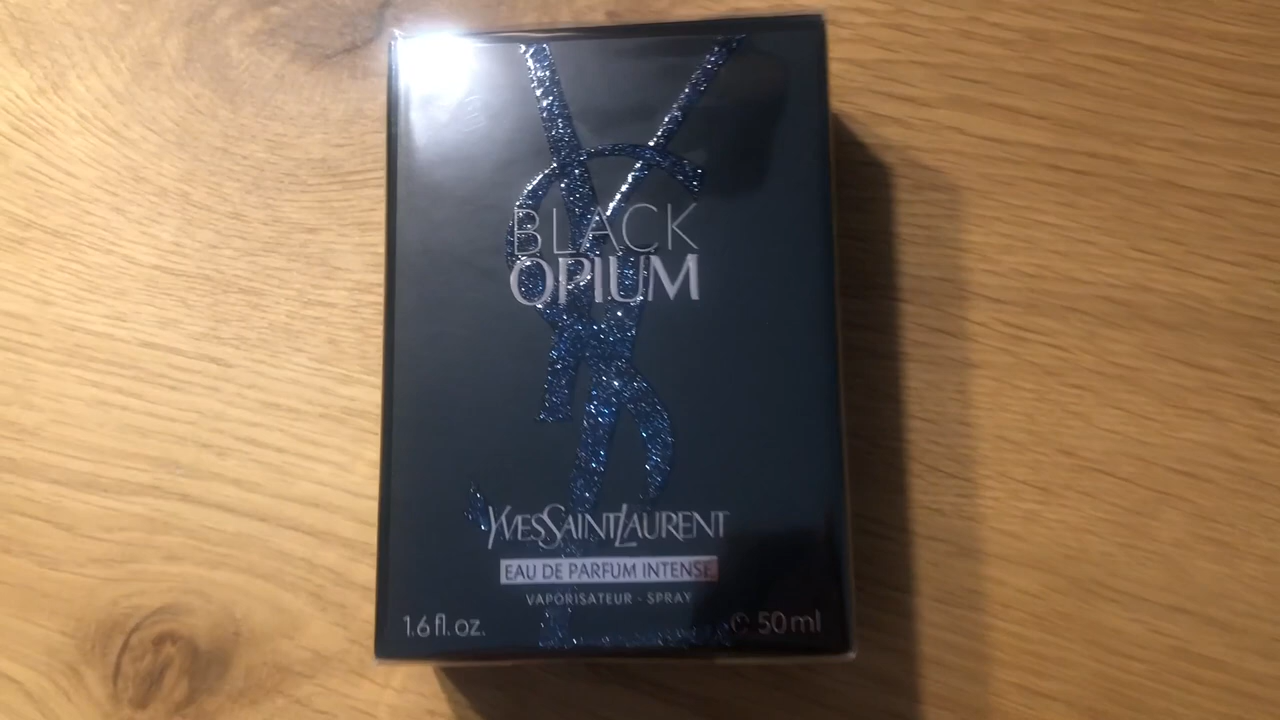 BLACK
OPIUM
YVESSAINTLAURENT
EAU DE PARFUM INTENSE
VAPORISATEUR - SPRAY
1.6 fl. oz. ℮ 50 ml